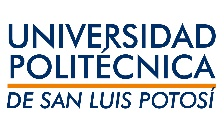 UNIVERSIDAD
POLITÉCNICA
DE SAN LUIS POTOSÍ